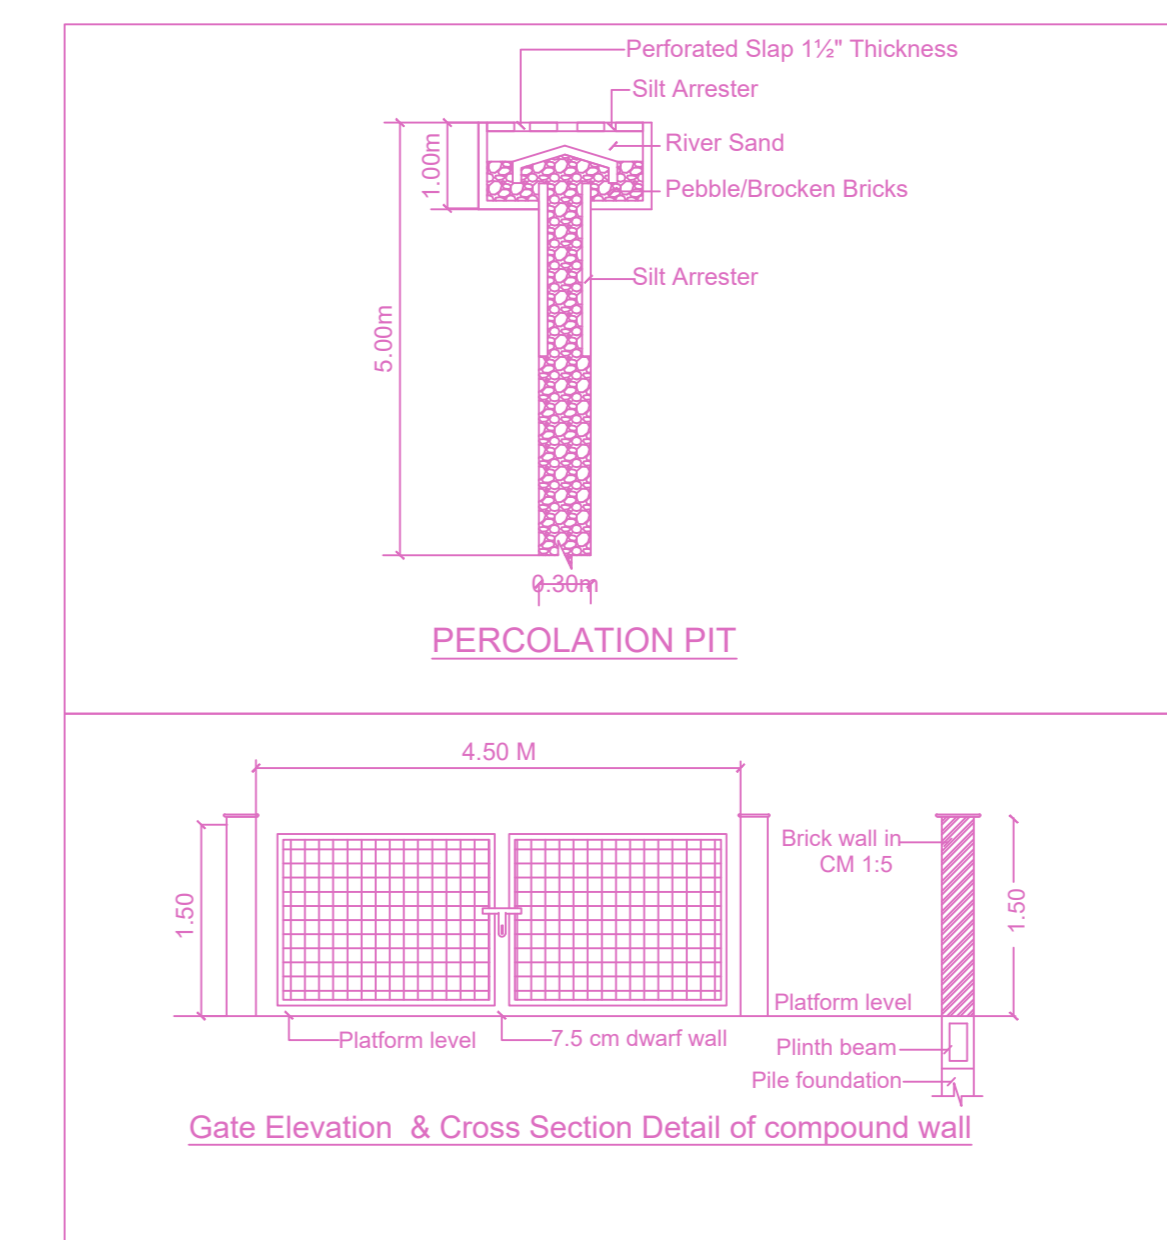 Perforated Slap 1½" Thickness
Silt Arrester
River Sand
Pebble/Brocken Bricks
1.00m
Silt Arrester
5.00m
0.30m
PERCOLATION PIT
4.50 M
Brick wall in
CM 1:5
1.50
1.50
Platform level
Platform level
7.5 cm dwarf wall
Plinth beam
Pile foundation
Gate Elevation & Cross Section Detail of compound wall